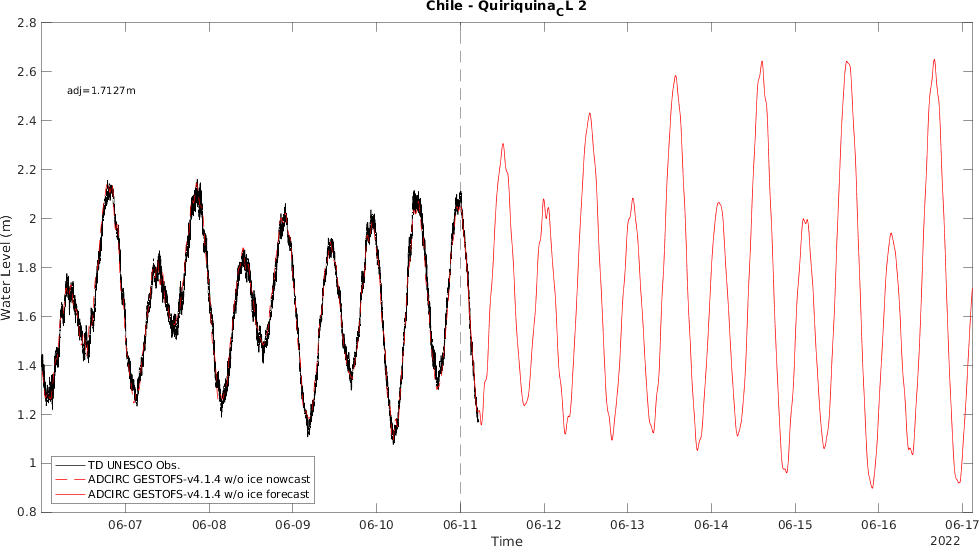 Chile - Quiriquina_CL 2
2.8
2.6
2.4
2.2
2
1.8
1.6
1.4
1.2
1
0.8
Water Level (m)
adj=1.7127m
TD UNESCO Obs.
ADCIRC GESTOFS-v4.1.4 w/o ice nowcast
ADCIRC GESTOFS-v4.1.4 w/o ice forecast
06-07 06-08 06-09 06-10 06-11 06-12 06-13 06-14 06-15 06-16 06-17
Time
2022